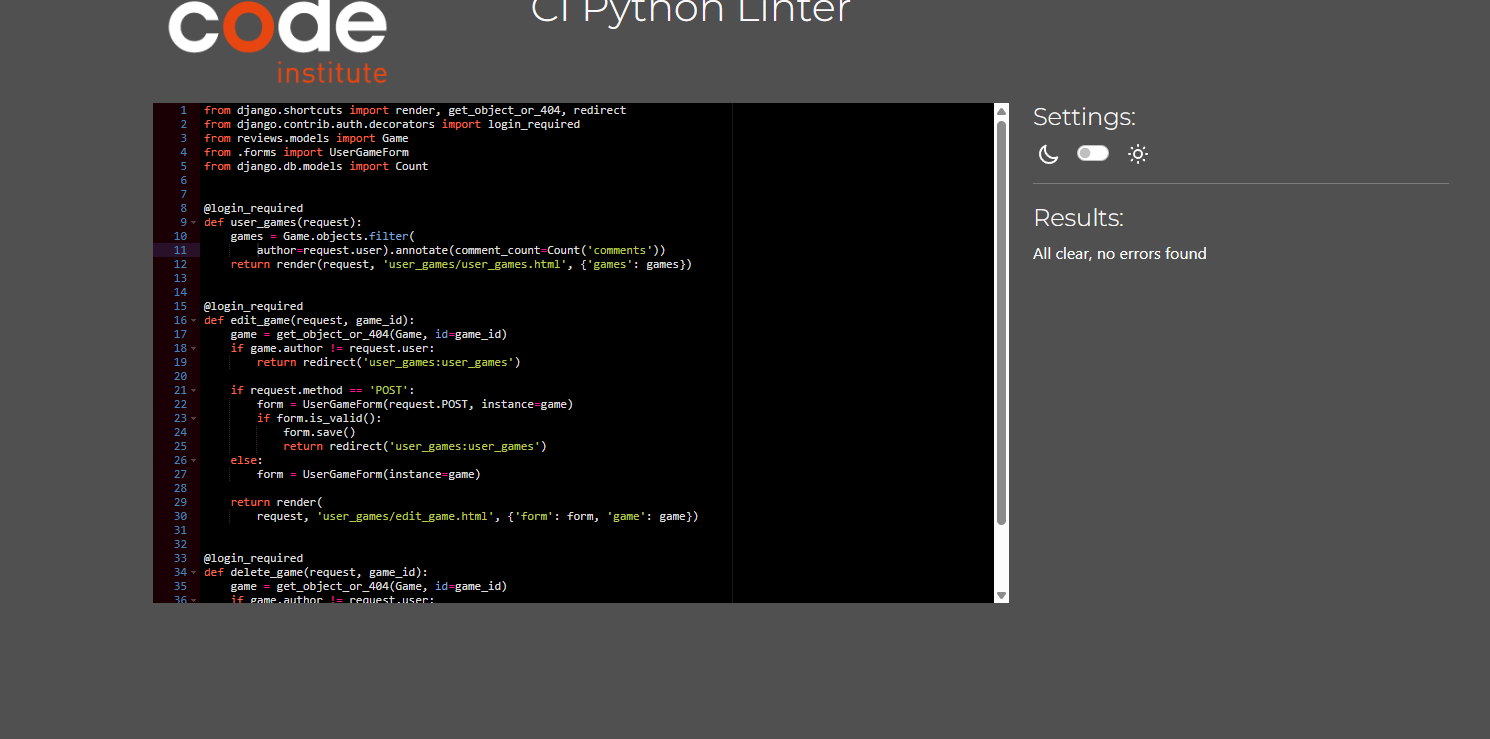 CI Python Linter
code
institute
1 from django.shortcuts import render, get_object_or_404, redirect
2 from django.contrib.auth.decorators import login_required
3 from reviews.models import Game
4 from .forms import UserGameForm
5 from django.db.models import Count
6
7
8 @login_required
9 def user_games(request):
10     games = Game.objects.filter(
11         author=request.user).annotate(comment_count=Count('comments'))
12     return render(request, 'user_games/user_games.html', {'games': games})
13
14
15 @login_required
16 def edit_game(request, game_id):
17     game = get_object_or_404(Game, id=game_id)
18     if game.author != request.user:
19         return redirect('user_games:user_games')
20
21     if request.method == 'POST':
22         form = UserGameForm(request.POST, instance=game)
23         if form.is_valid():
24             form.save()
25             return redirect('user_games:user_games')
26     else:
27         form = UserGameForm(instance=game)
28
29     return render(
30         request, 'user_games/edit_game.html', {'form': form, 'game': game})
31
32
33 @login_required
34 def delete_game(request, game_id):
35     game = get_object_or_404(Game, id=game_id)
36     if game.author != request.user:
Settings:
Results:
All clear, no errors found